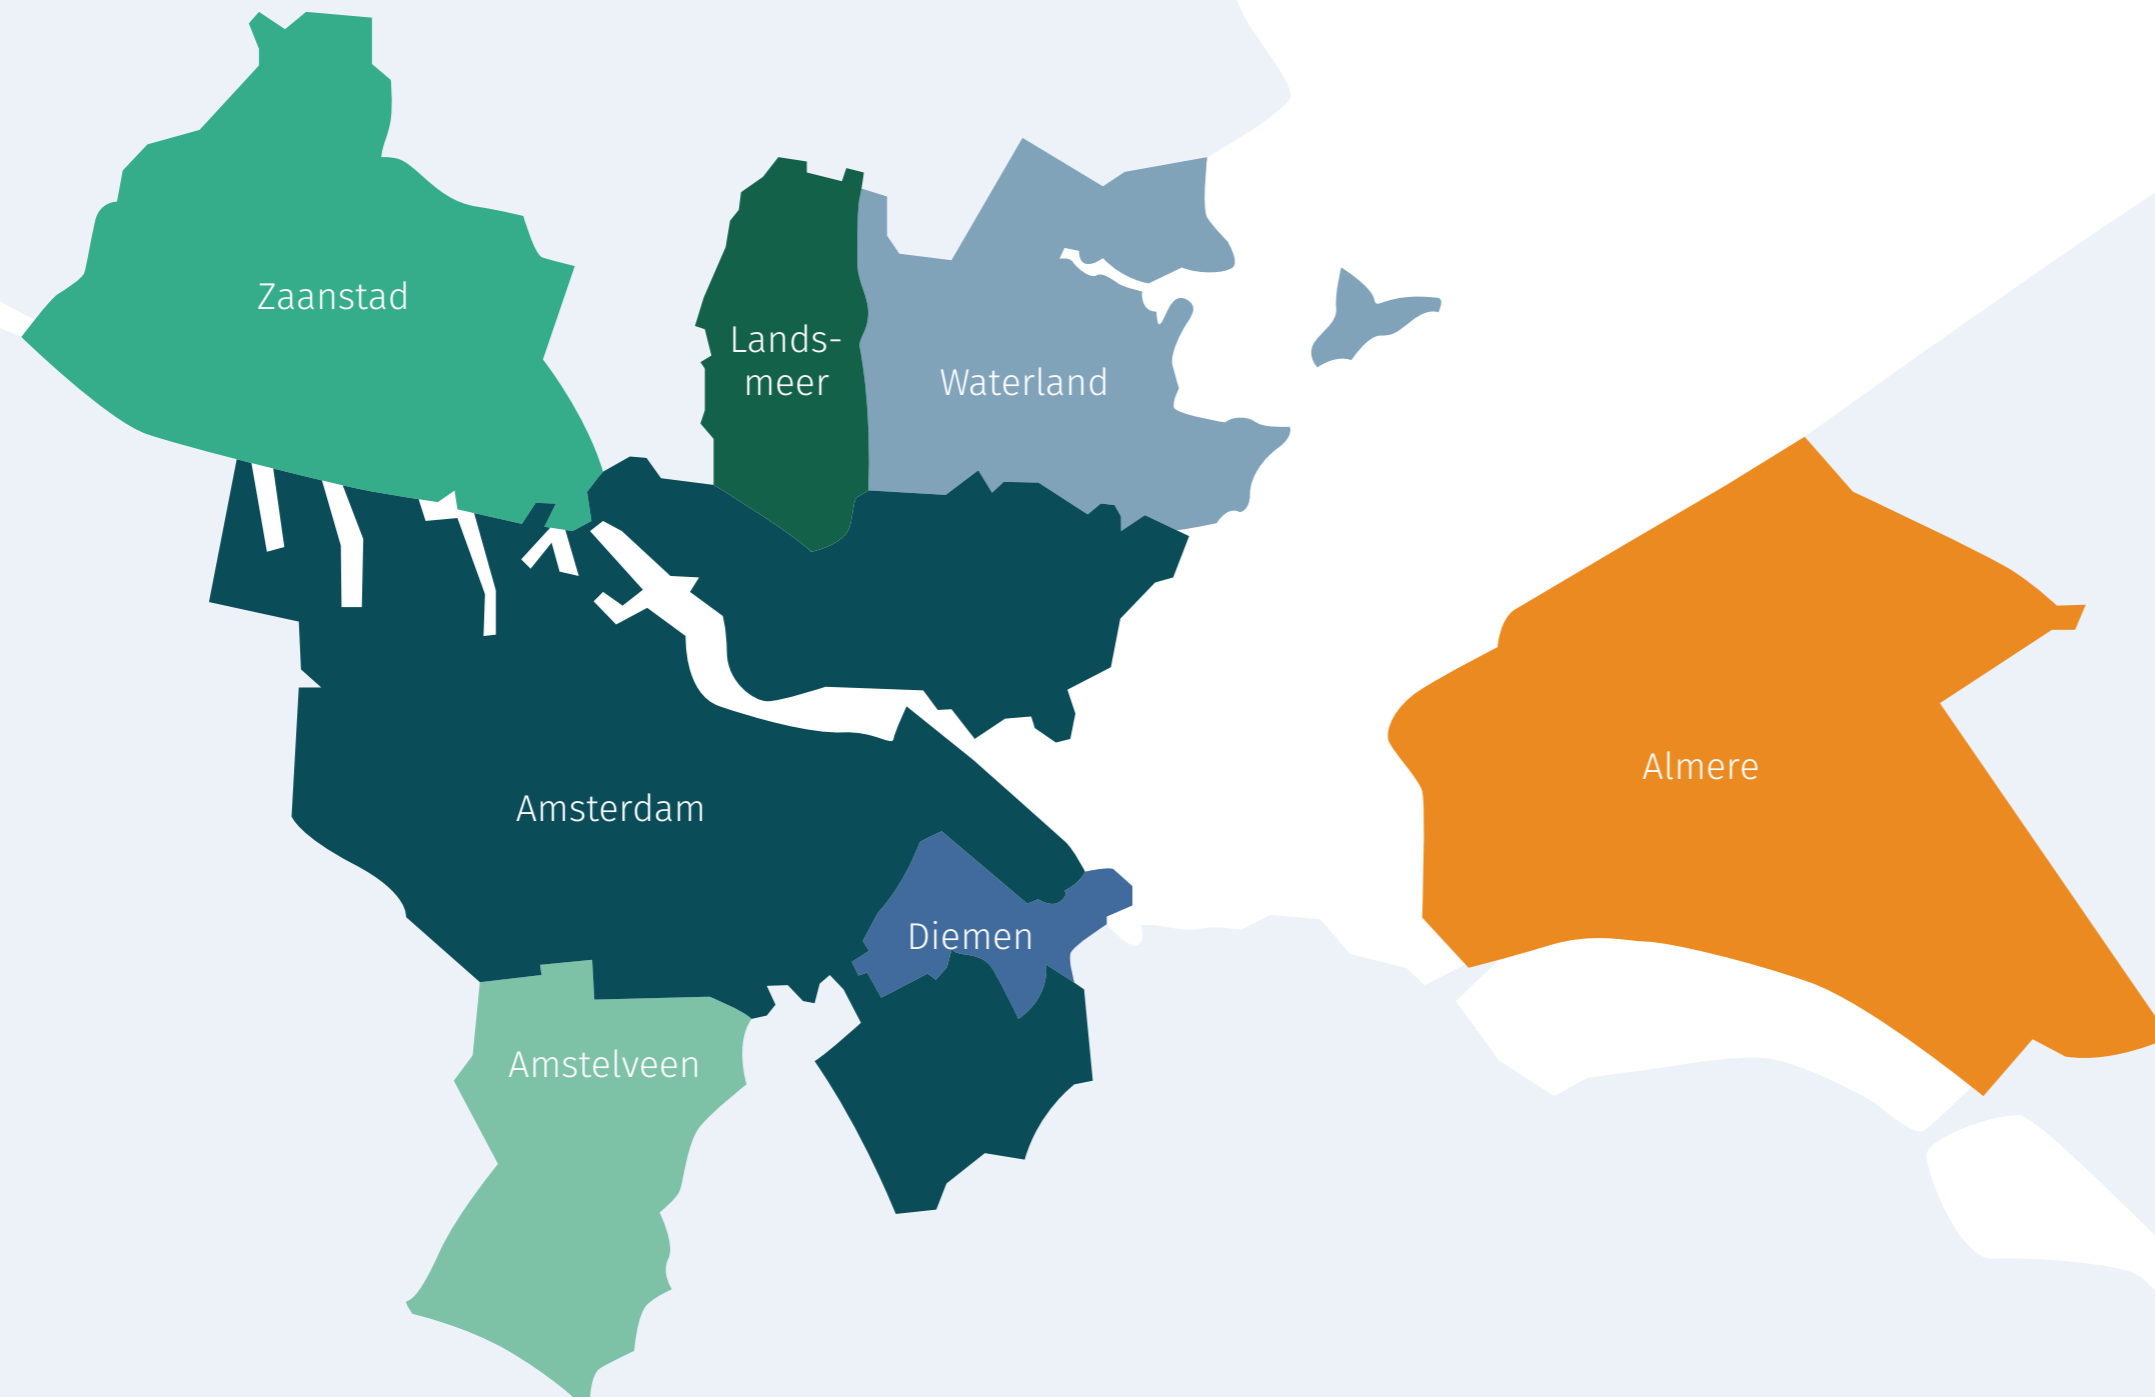 Zaanstad
Lands-
meer
Waterland
Almere
Amsterdam
Diemen
Amstelveen